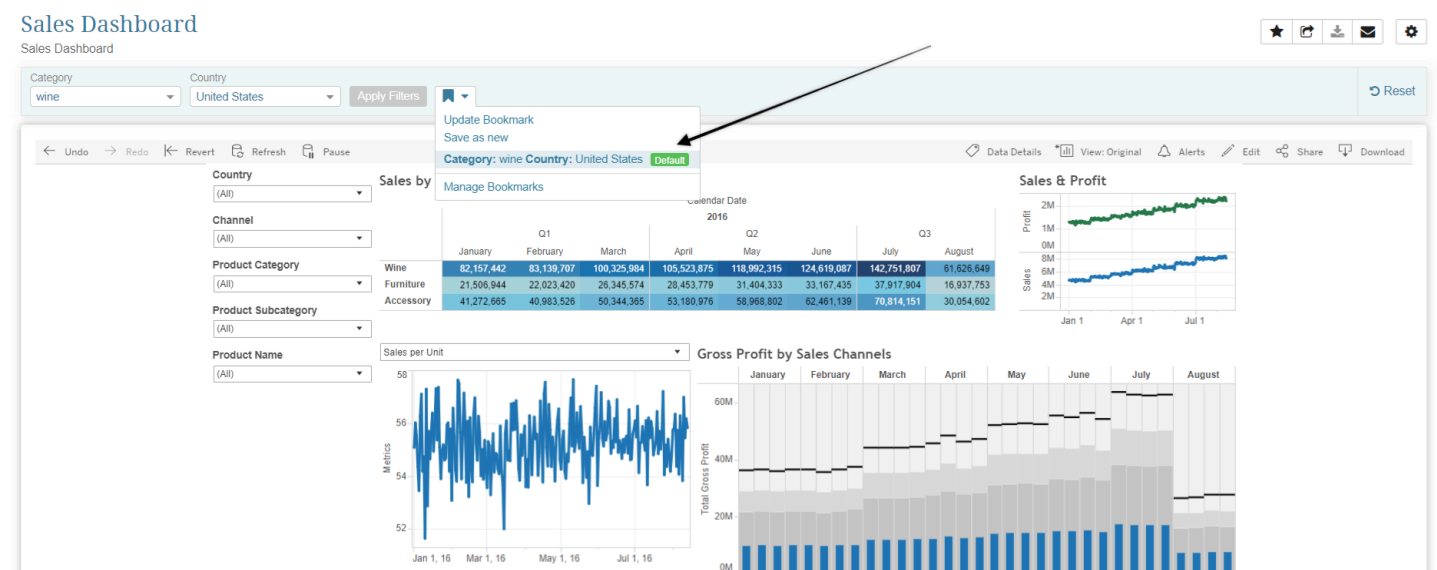 Sales Dashboard
Sales Dashboard
Category
Country
wine
United States
Apply Filters
Reset
Update Bookmark
Save as new
Category: wine Country: United States Default
Manage Bookmarks
Undo Redo Revert Refresh Pause
Data Details View: Original Alerts Edit Share Download
Country
(All)
Channel
(All)
Product Category
(All)
Product Subcategory
(All)
Product Name
(All)
Sales by
Calendar Date
2016
Q1 Q2 Q3
January February March April May June July August
Wine 82,157,442 83,139,707 100,325,984 105,523,875 118,992,315 124,619,087 142,751,807 61,626,649
Furniture 21,506,944 22,023,420 26,345,574 28,453,779 31,404,333 33,167,435 37,917,904 16,937,753
Accessory 41,272,665 40,983,526 50,344,365 53,180,976 58,968,802 62,461,139 70,814,151 30,054,602
Sales & Profit
Profit
2M
1M
0M
Sales
8M
6M
4M
2M
Jan 1 Apr 1 Jul 1
Sales per Unit
Metrics
58
56
54
52
Jan 1, 16 Mar 1, 16 May 1, 16 Jul 1, 16
Gross Profit by Sales Channels
January February March April May June July August
Total Gross Profit
60M
40M
20M
0M